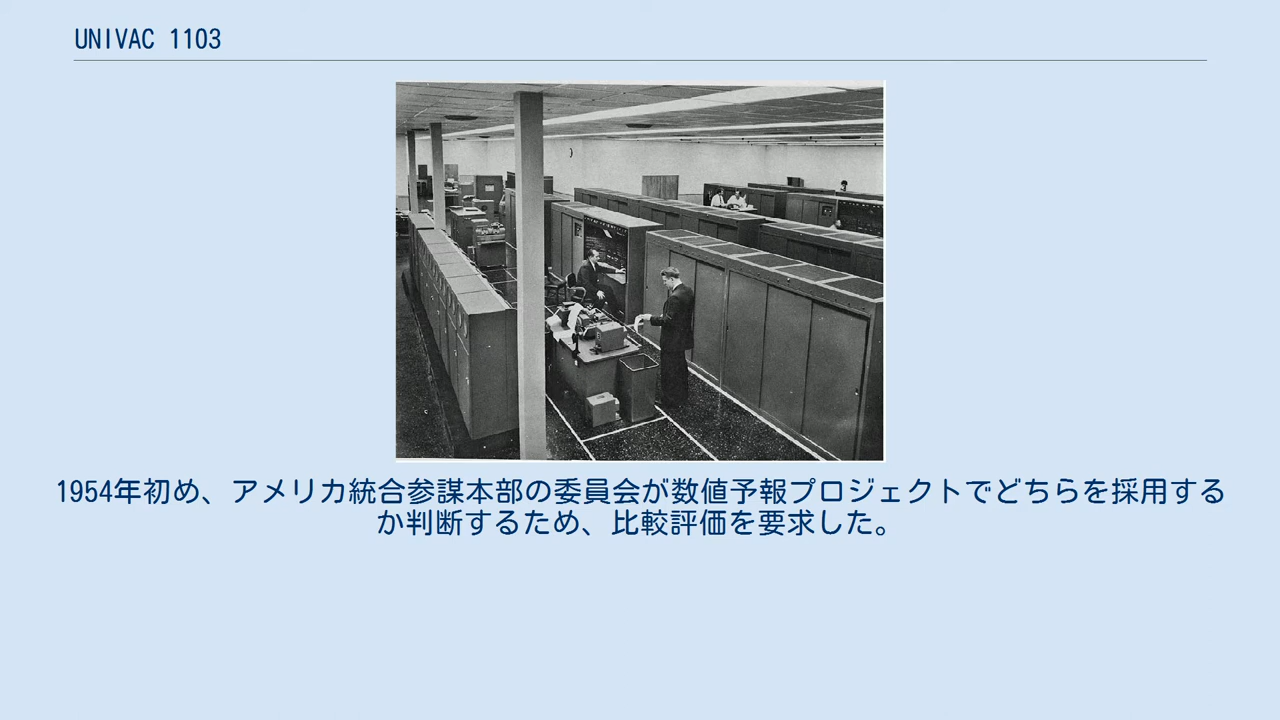 UNIVAC 1103
1954年初め、アメリカ統合参謀本部の委員会が数値予報プロジェクトでどちらを採用する
か判断するため、比較評価を要求した。